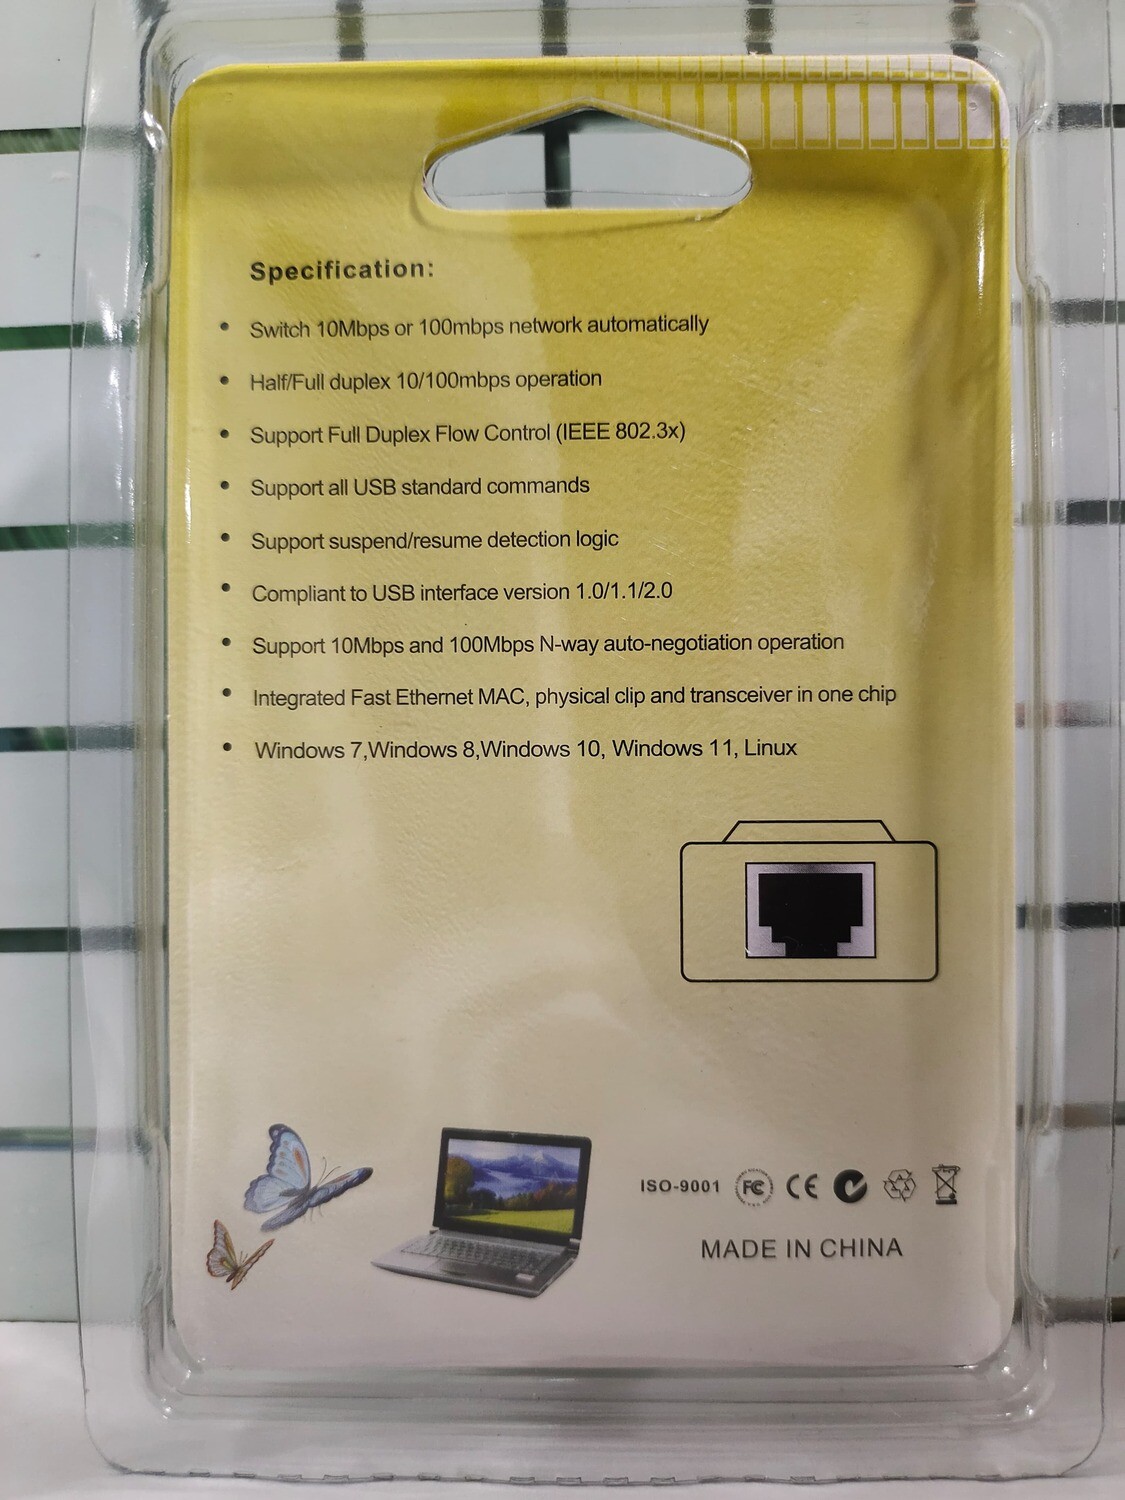 Specification:
• Switch 10Mbps or 100mbps network automatically
• Half/Full duplex 10/100mbps operation
• Support Full Duplex Flow Control (IEEE 802.3x)
• Support all USB standard commands
• Support suspend/resume detection logic
• Compliant to USB interface version 1.0/1.1/2.0
• Support 10Mbps and 100Mbps N-way auto-negotiation operation
• Integrated Fast Ethernet MAC, physical clip and transceiver in one chip
• Windows 7,Windows 8,Windows 10, Windows 11, Linux
ISO-9001 FC CE
MADE IN CHINA